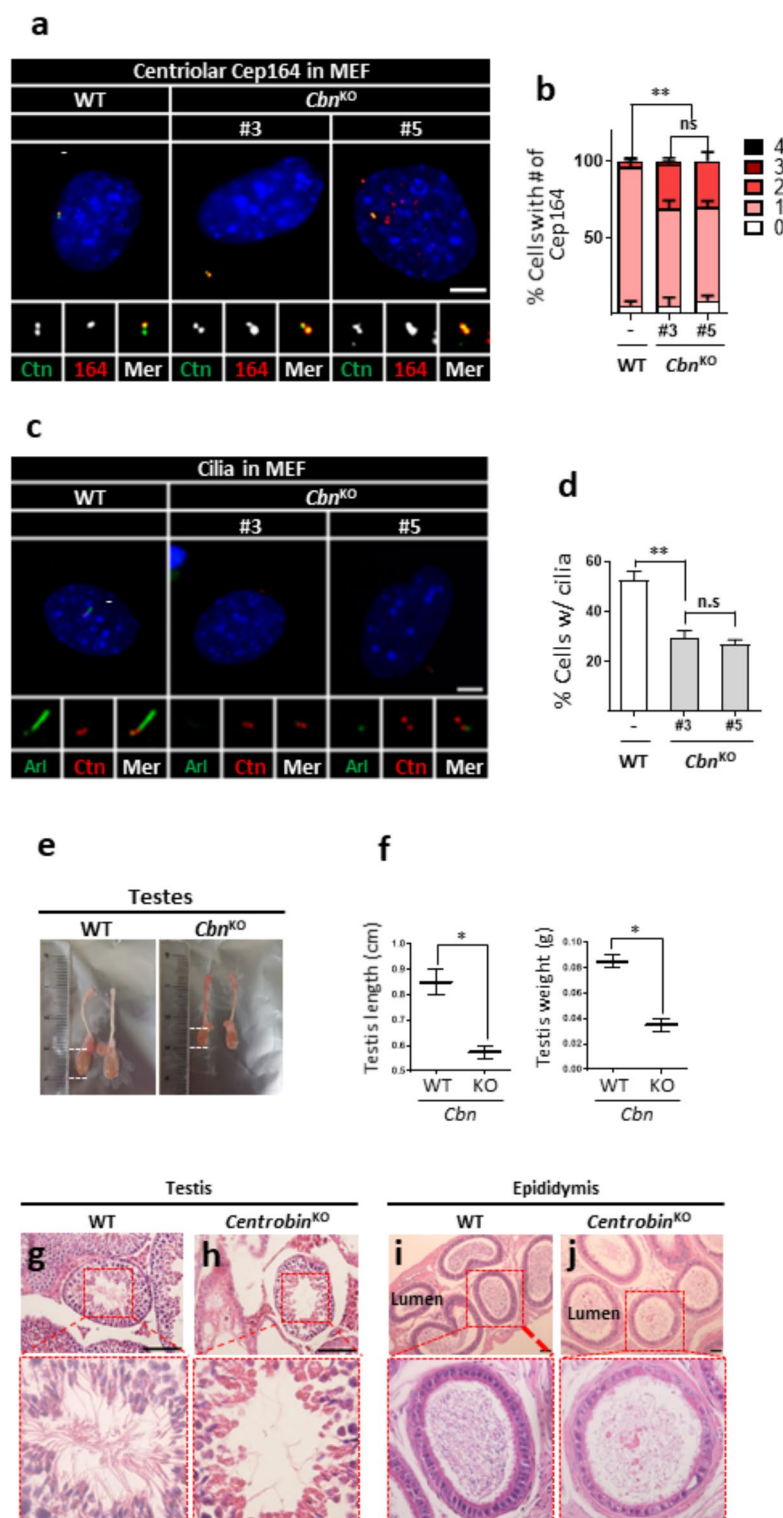 a
Centriolar Cep164 in MEF
WT Cbn^KO
#3 #5
Ctn 164 Mer Ctn 164 Mer Ctn 164 Mer
b
** 
ns
100
50
% Cells with # of
Cep164
4
3
2
1
0
- #3 #5
WT Cbn^KO
c
Cilia in MEF
WT Cbn^KO
#3 #5
Arl Ctn Mer Arl Ctn Mer Arl Ctn Mer
d
% Cells w/ cilia
60
40
20
**
n.s
- #3 #5
WT Cbn^KO
e
Testes
WT Cbn^KO
f
Testis length (cm)
1.0
0.9
0.8
0.7
0.6
0.5
*
WT KO
Cbn
Testis weight (g)
0.10
0.08
0.06
0.04
0.02
0.00
*
WT KO
Cbn
Testis Epididymis
WT Centrobin^KO WT Centrobin^KO
g h i j
Lumen Lumen